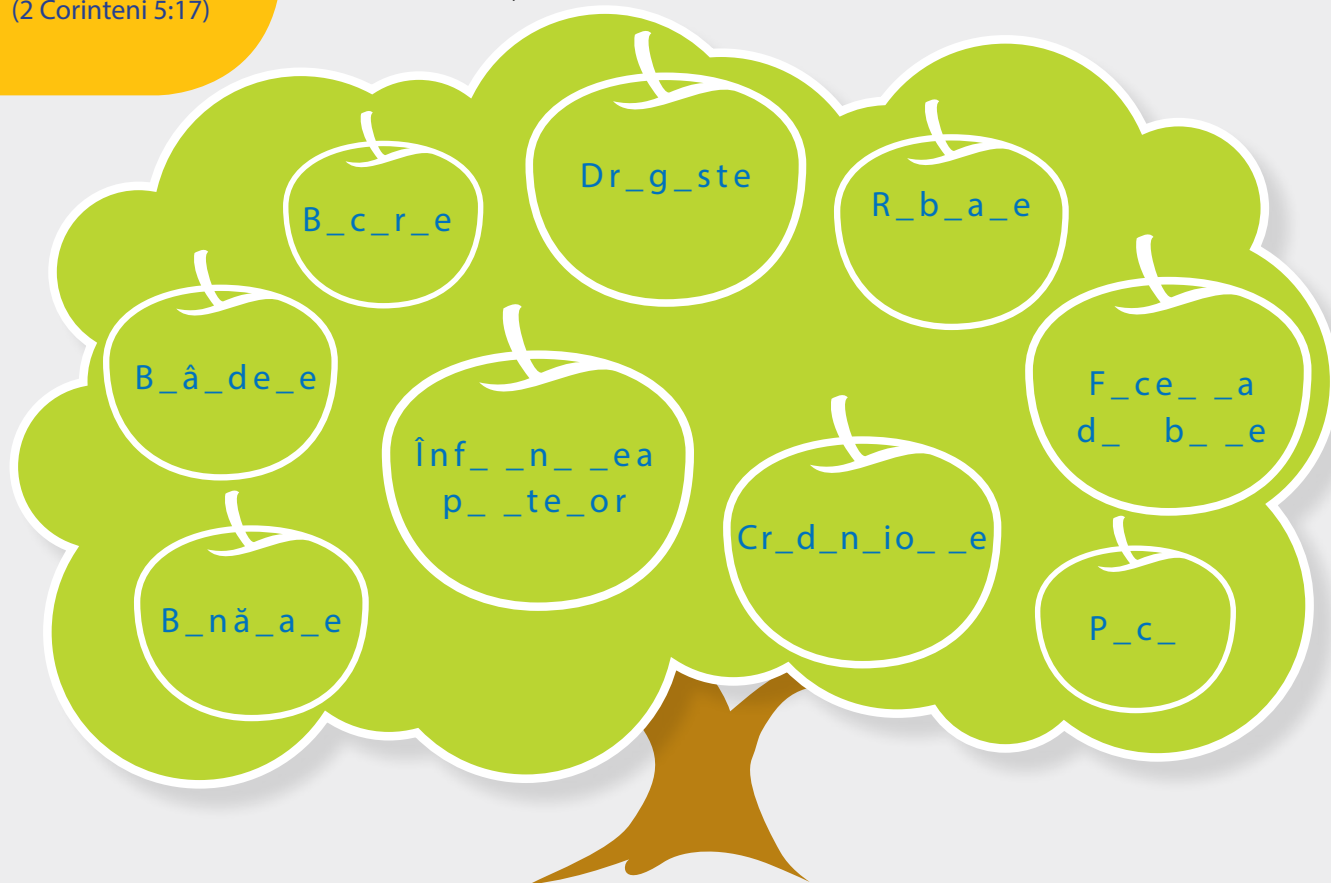 (2 Corinteni 5:17)
Dr_g_ste
B_c_r_e
R_b_a_e
B_â_de_e
F_ce_ _a
d_ b_ _e
Înf_ _n_ _ea
p_ _te_or
Cr_d_n_io_ _e
B_nă_a_e
P_c_